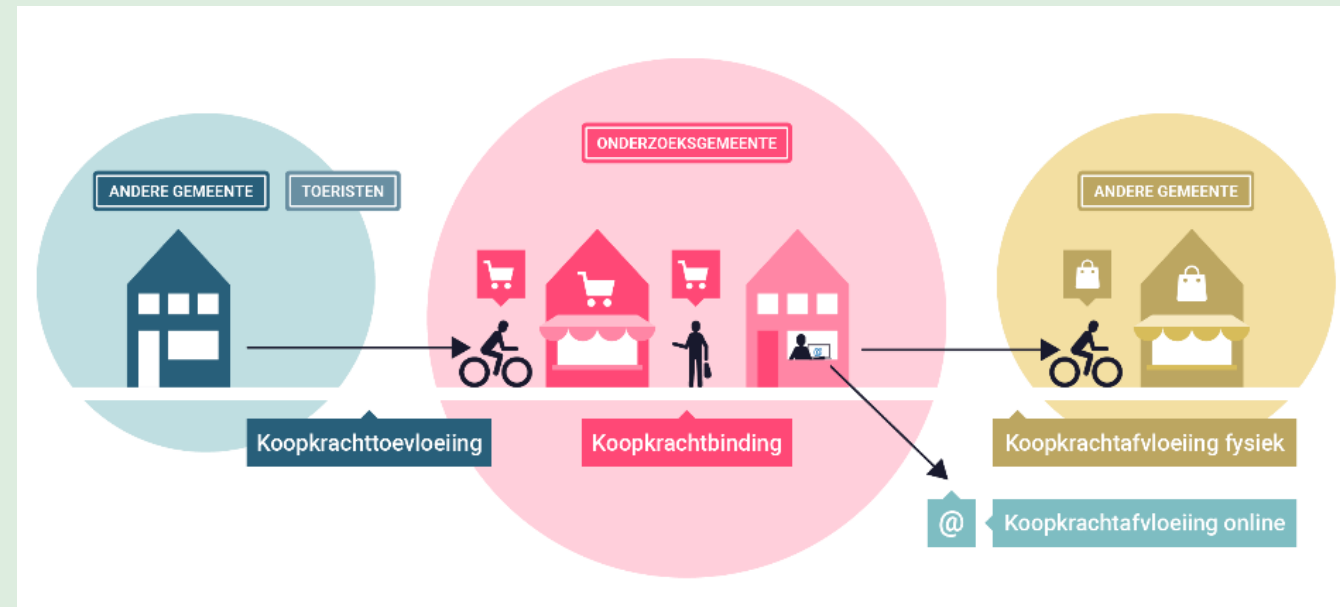 ONDERZOEKSGEMEENTE
ANDERE GEMEENTE
TOERISTEN
ANDERE GEMEENTE
@
Koopkrachttoevloeiing
Koopkrachtbinding
Koopkrachtafvloeiing fysiek
@
Koopkrachtafvloeiing online